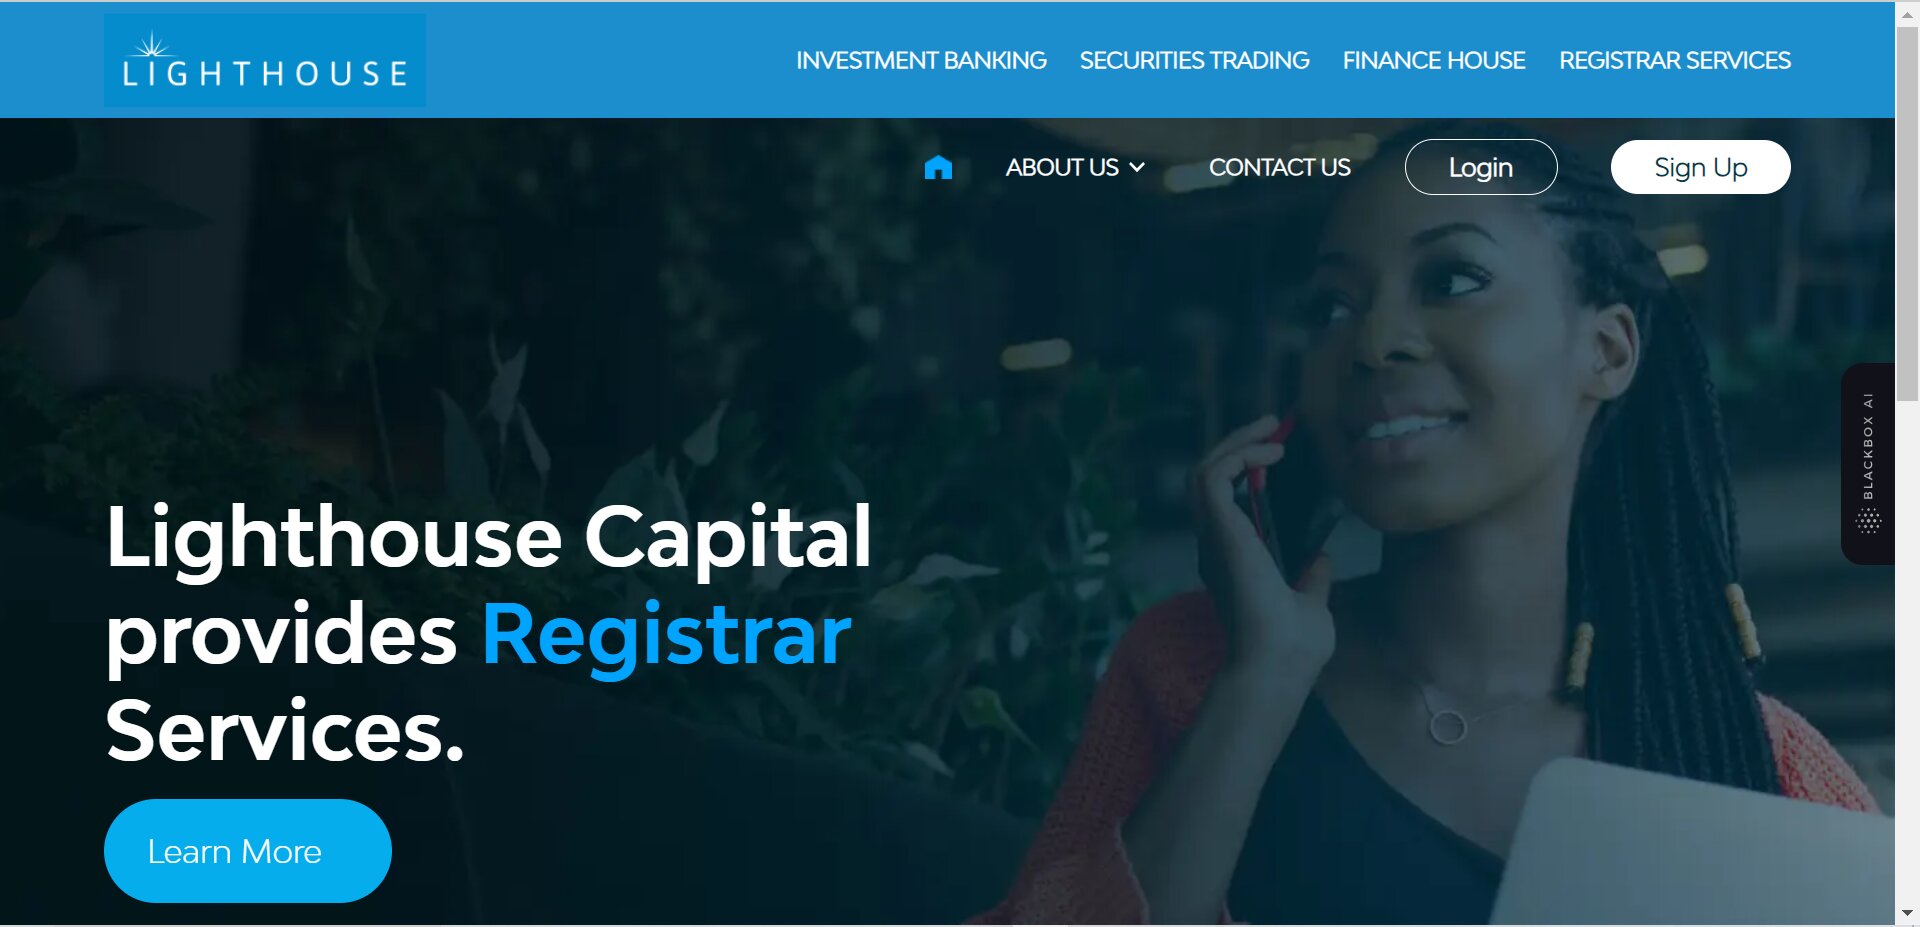 LIGHTHOUSE
INVESTMENT BANKING SECURITIES TRADING FINANCE HOUSE REGISTRAR SERVICES
ABOUT US CONTACT US Login Sign Up
BLACKBOX AI
Lighthouse Capital
provides Registrar
Services.
Learn More